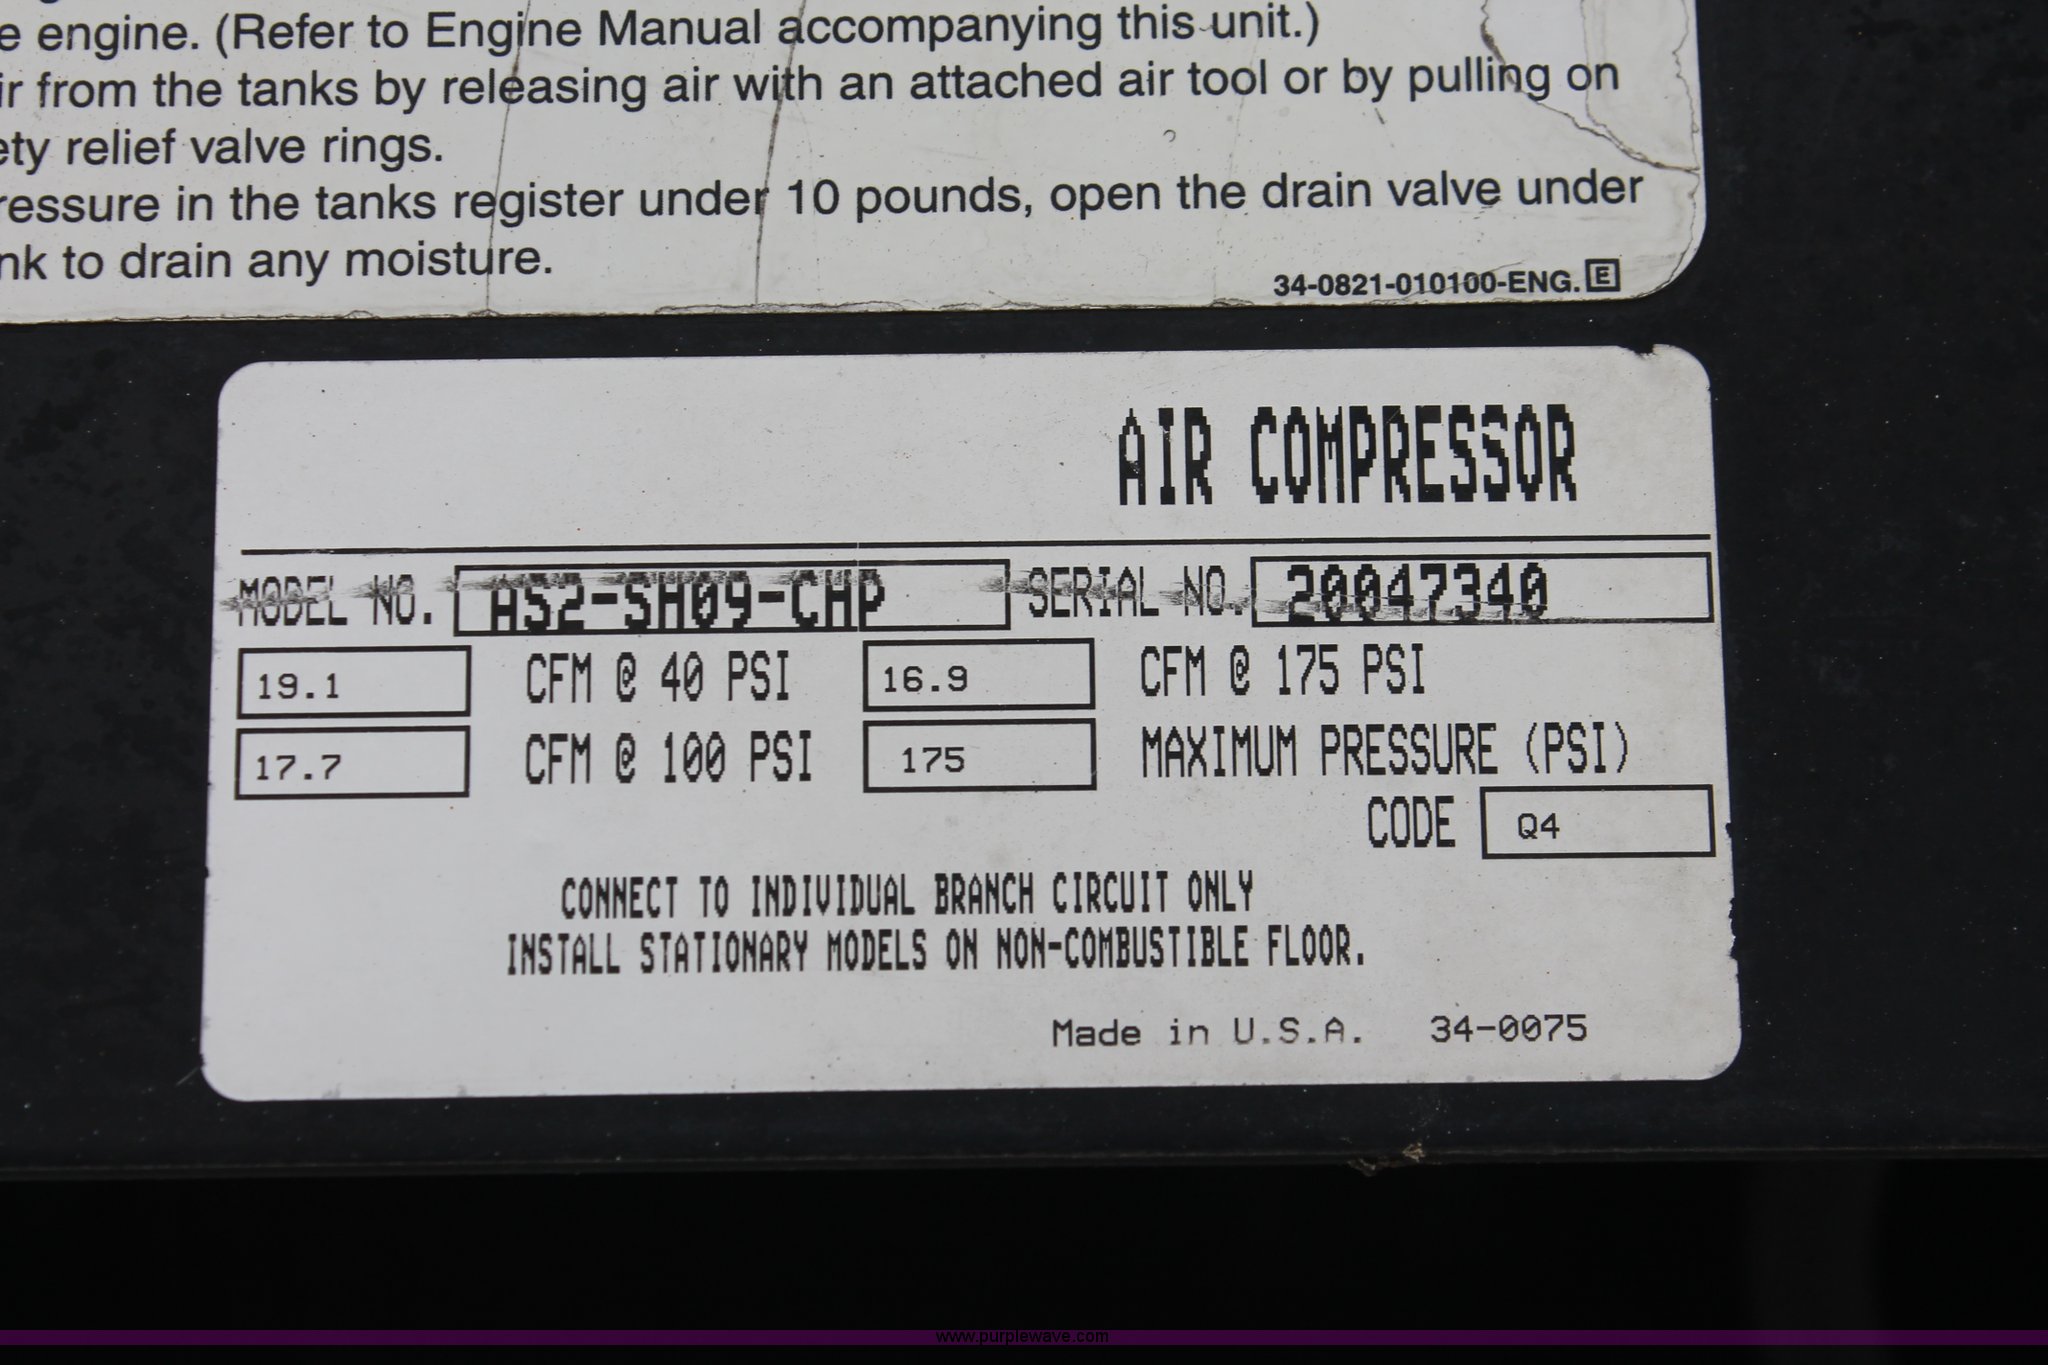 e engine. (Refer to Engine Manual accompanying this unit.)
ir from the tanks by releasing air with an attached air tool or by pulling on
ety relief valve rings.
ressure in the tanks register under 10 pounds, open the drain valve under
nk to drain any moisture.
34-0821-010100-ENG. E
AIR COMPRESSOR
MODEL NO. AS2-SH09-CHP SERIAL NO. 20047340
19.1 CFM @ 40 PSI 16.9 CFM @ 175 PSI
17.7 CFM @ 100 PSI 175 MAXIMUM PRESSURE (PSI)
CODE Q4
CONNECT TO INDIVIDUAL BRANCH CIRCUIT ONLY
INSTALL STATIONARY MODELS ON NON-COMBUSTIBLE FLOOR.
Made in U.S.A. 34-0075
www.purplewave.com